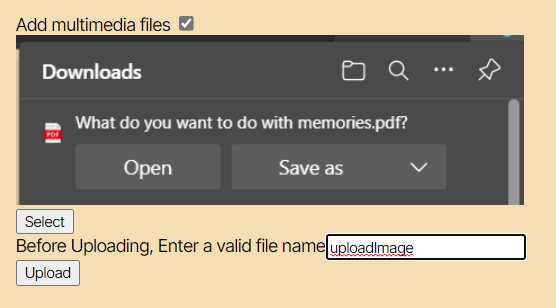 Add multimedia files
Downloads
What do you want to do with memories.pdf?
PDF
Open Save as
Select
Before Uploading, Enter a valid file name uploadImage
Upload